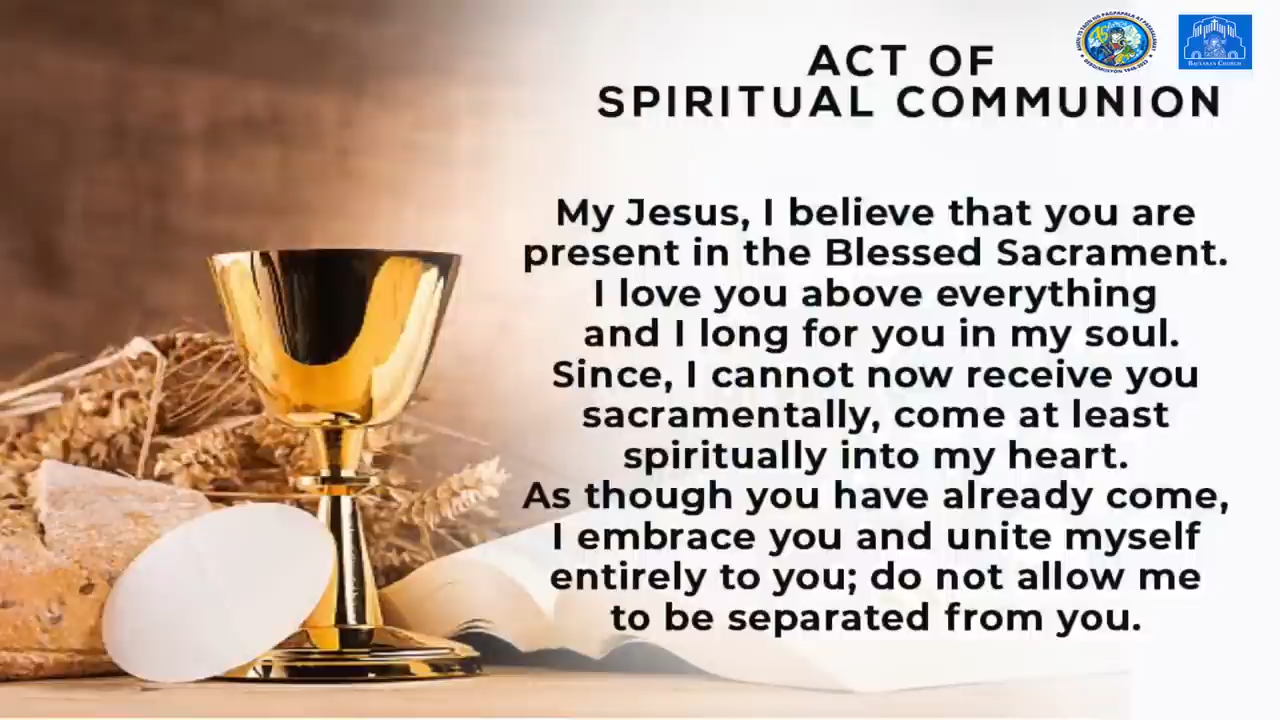 ACT OF
SPIRITUAL COMMUNION
BACLARAN CHURCH
My Jesus, I believe that you are
present in the Blessed Sacrament.
I love you above everything
and I long for you in my soul.
Since, I cannot now receive you
sacramentally, come at least
spiritually into my heart.
As though you have already come,
I embrace you and unite myself
entirely to you; do not allow me
to be separated from you.